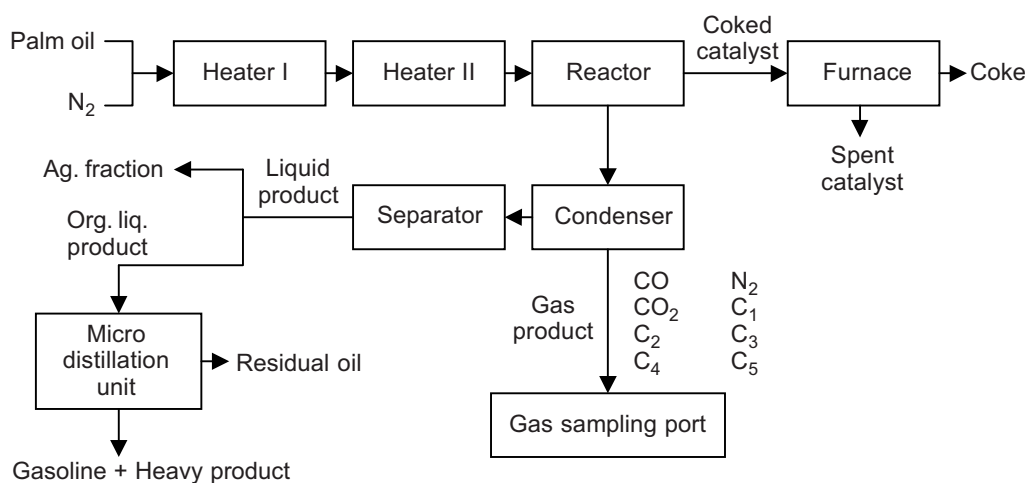 Palm oil
N₂
Heater I
Heater II
Reactor
Coked
catalyst
Furnace
Coke
Spent
catalyst
Ag. fraction
Org. liq.
product
Liquid
product
Separator
Condenser
Gas
product
CO N₂
CO₂ C₁
C₂ C₃
C₄ C₅
Micro
distillation
unit
Residual oil
Gas sampling port
Gasoline + Heavy product